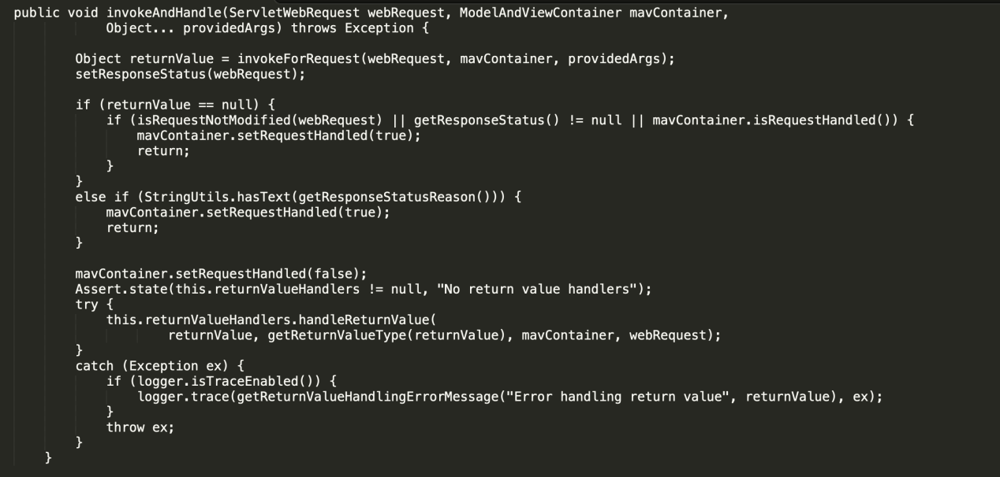 public void invokeAndHandle(ServletWebRequest webRequest, ModelAndViewContainer mavContainer,
            Object... providedArgs) throws Exception {

        Object returnValue = invokeForRequest(webRequest, mavContainer, providedArgs);
        setResponseStatus(webRequest);

        if (returnValue == null) {
            if (isRequestNotModified(webRequest) || getResponseStatus() != null || mavContainer.isRequestHandled()) {
                mavContainer.setRequestHandled(true);
                return;
            }
        }
        else if (StringUtils.hasText(getResponseStatusReason())) {
            mavContainer.setRequestHandled(true);
            return;
        }

        mavContainer.setRequestHandled(false);
        Assert.state(this.returnValueHandlers != null, "No return value handlers");
        try {
            this.returnValueHandlers.handleReturnValue(
                    returnValue, getReturnValueType(returnValue), mavContainer, webRequest);
        }
        catch (Exception ex) {
            if (logger.isTraceEnabled()) {
                logger.trace(getReturnValueHandlingErrorMessage("Error handling return value", returnValue), ex);
            }
            throw ex;
        }
    }